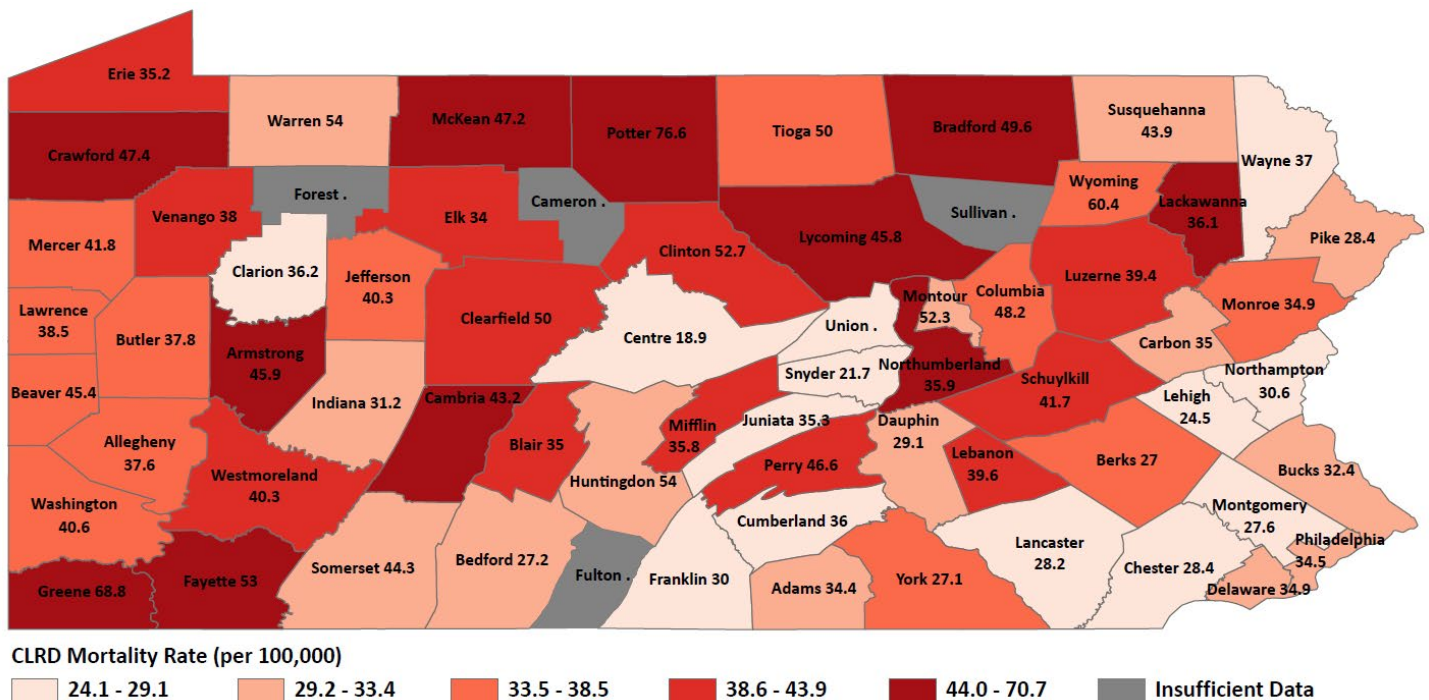 Erie 35.2
Warren 54
McKean 47.2
Potter 76.6
Tioga 50
Bradford 49.6
Susquehanna
43.9
Wayne 37
Crawford 47.4
Forest .
Cameron .
Sullivan .
Wyoming
60.4
Lackawanna
36.1
Pike 28.4
Mercer 41.8
Venango 38
Elk 34
Clinton 52.7
Lycoming 45.8
Luzerne 39.4
Clarion 36.2
Jefferson
40.3
Montour
52.3
Columbia
48.2
Monroe 34.9
Lawrence
38.5
Butler 37.8
Clearfield 50
Centre 18.9
Union .
Carbon 35
Armstrong
45.9
Snyder 21.7
Northumberland
35.9
Schuylkill
41.7
Northampton
30.6
Lehigh
24.5
Beaver 45.4
Indiana 31.2
Cambria 43.2
Blair 35
Mifflin
35.8
Juniata 35.3
Dauphin
29.1
Allegheny
37.6
Westmoreland
40.3
Huntingdon 54
Perry 46.6
Lebanon
39.6
Berks 27
Bucks 32.4
Washington
40.6
Cumberland 36
Montgomery
27.6
Philadelphia
34.5
Greene 68.8
Fayette 53
Somerset 44.3
Bedford 27.2
Fulton .
Franklin 30
Adams 34.4
York 27.1
Lancaster
28.2
Chester 28.4
Delaware 34.9
CLRD Mortality Rate (per 100,000)
24.1 - 29.1
29.2 - 33.4
33.5 - 38.5
38.6 - 43.9
44.0 - 70.7
Insufficient Data